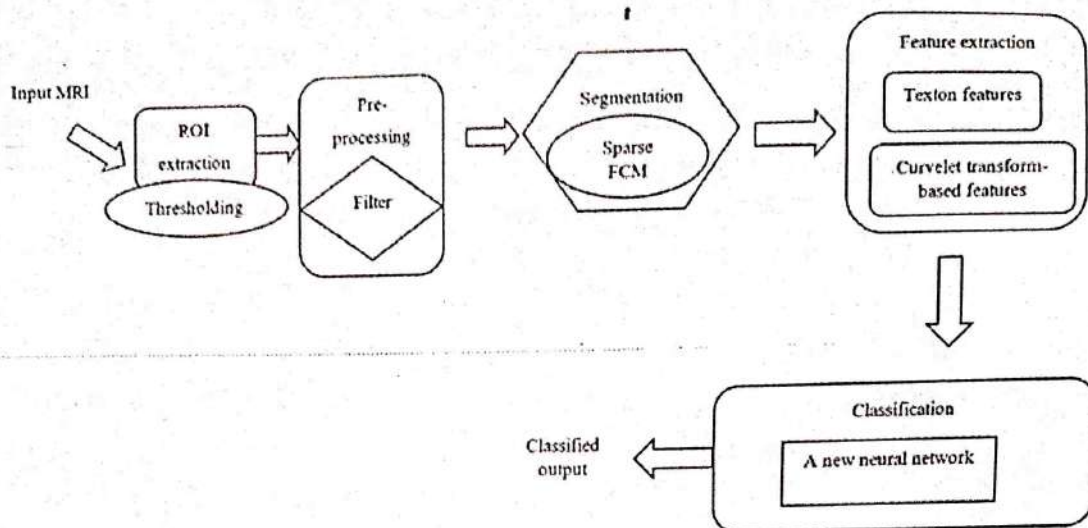 Input MRI
ROI
extraction
Thresholding
Pre-
processing
Filter
Segmentation
Sparse
FCM
Feature extraction
Texton features
Curvelet transform-
based features
Classification
A new neural network
Classified
output